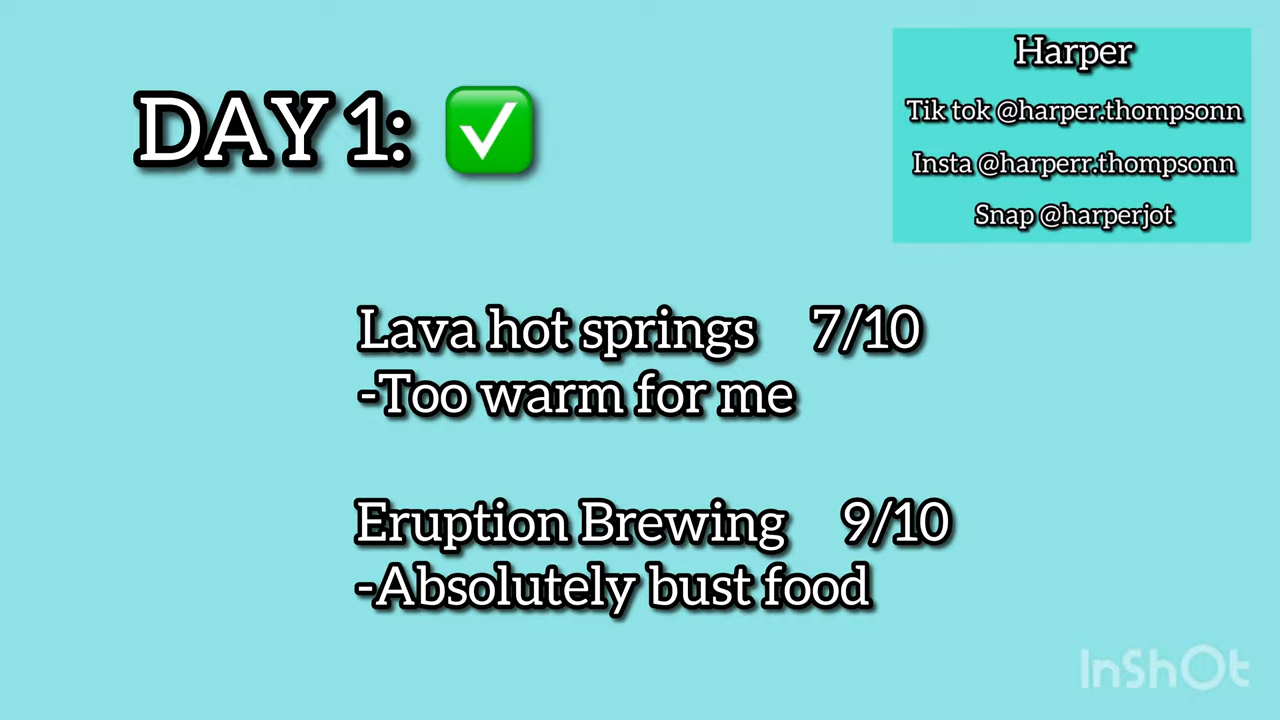 DAY 1: ✅
Harper
Tik tok @harper.thompsonn
Insta @harperr.thompsonn
Snap @harperjot
Lava hot springs 7/10
-Too warm for me
Eruption Brewing 9/10
-Absolutely bust food
InShOt